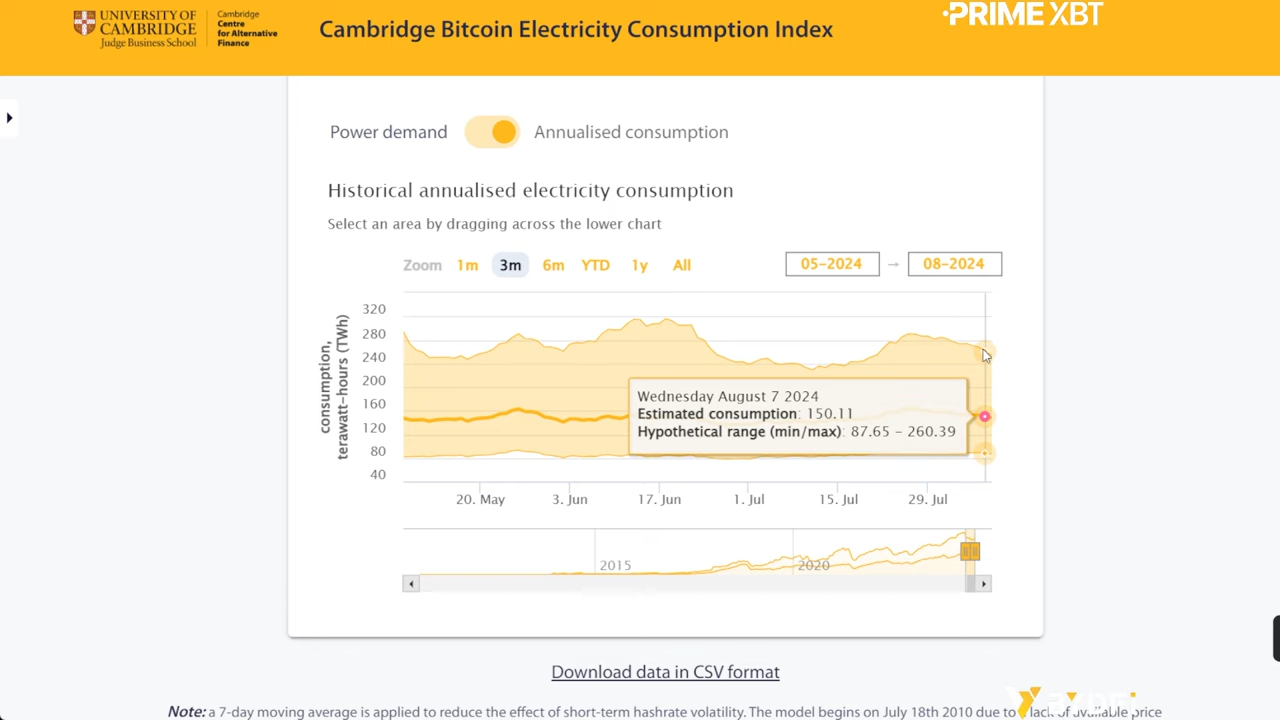 UNIVERSITY OF
CAMBRIDGE
Judge Business School
Cambridge
Centre
for Alternative
Finance
Cambridge Bitcoin Electricity Consumption Index
PRIME XBT
Power demand
Annualised consumption
Historical annualised electricity consumption
Select an area by dragging across the lower chart
Zoom 1m 3m 6m YTD 1y All
05-2024 → 08-2024
consumption,
terawatt-hours (TWh)
320
280
240
200
160
120
80
40
Wednesday August 7 2024
Estimated consumption: 150.11
Hypothetical range (min/max): 87.65 - 260.39
20. May 3. Jun 17. Jun 1. Jul 15. Jul 29. Jul
2015 2020
Download data in CSV format
Note: a 7-day moving average is applied to reduce the effect of short-term hashrate volatility. The model begins on July 18th 2010 due to lack of available price